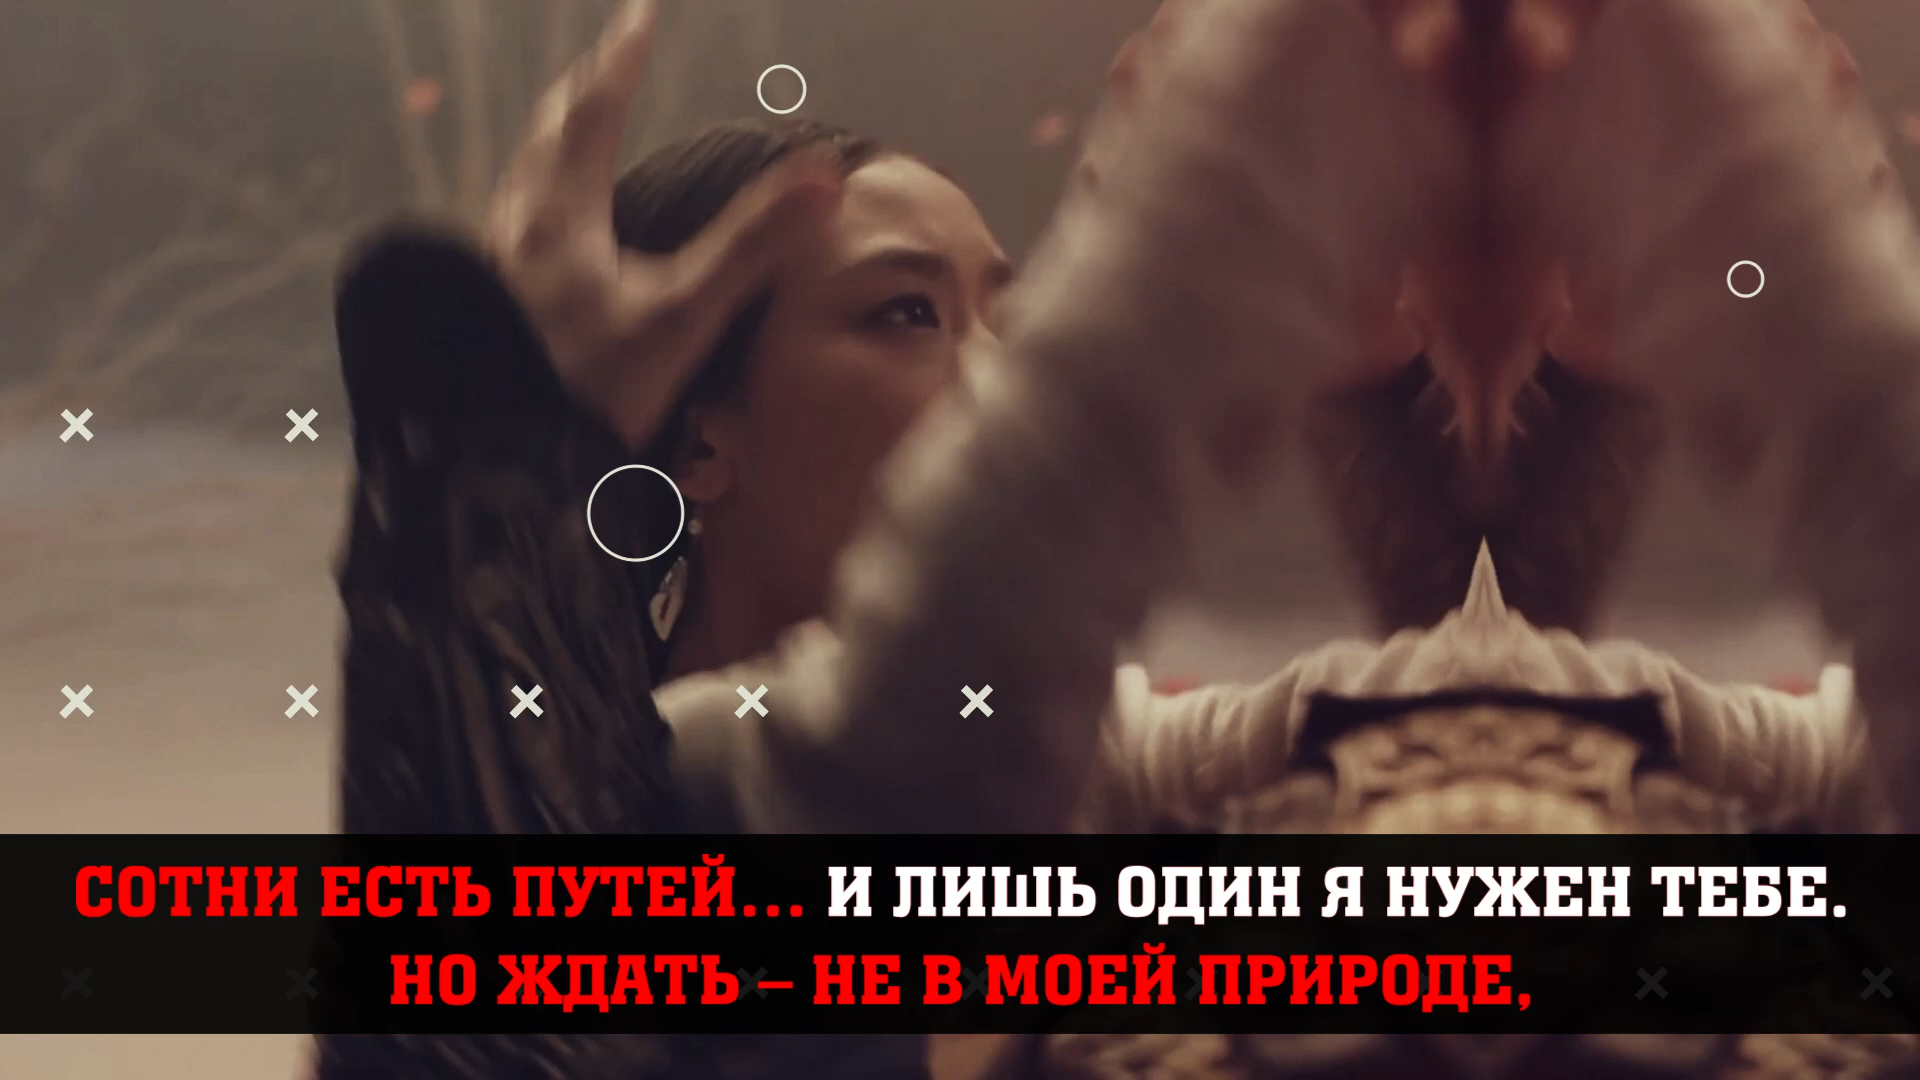 СОТНИ ЕСТЬ ПУТЕЙ... И ЛИШЬ ОДИН Я НУЖЕН ТЕБЕ.
НО ЖДАТЬ – НЕ В МОЕЙ ПРИРОДЕ,